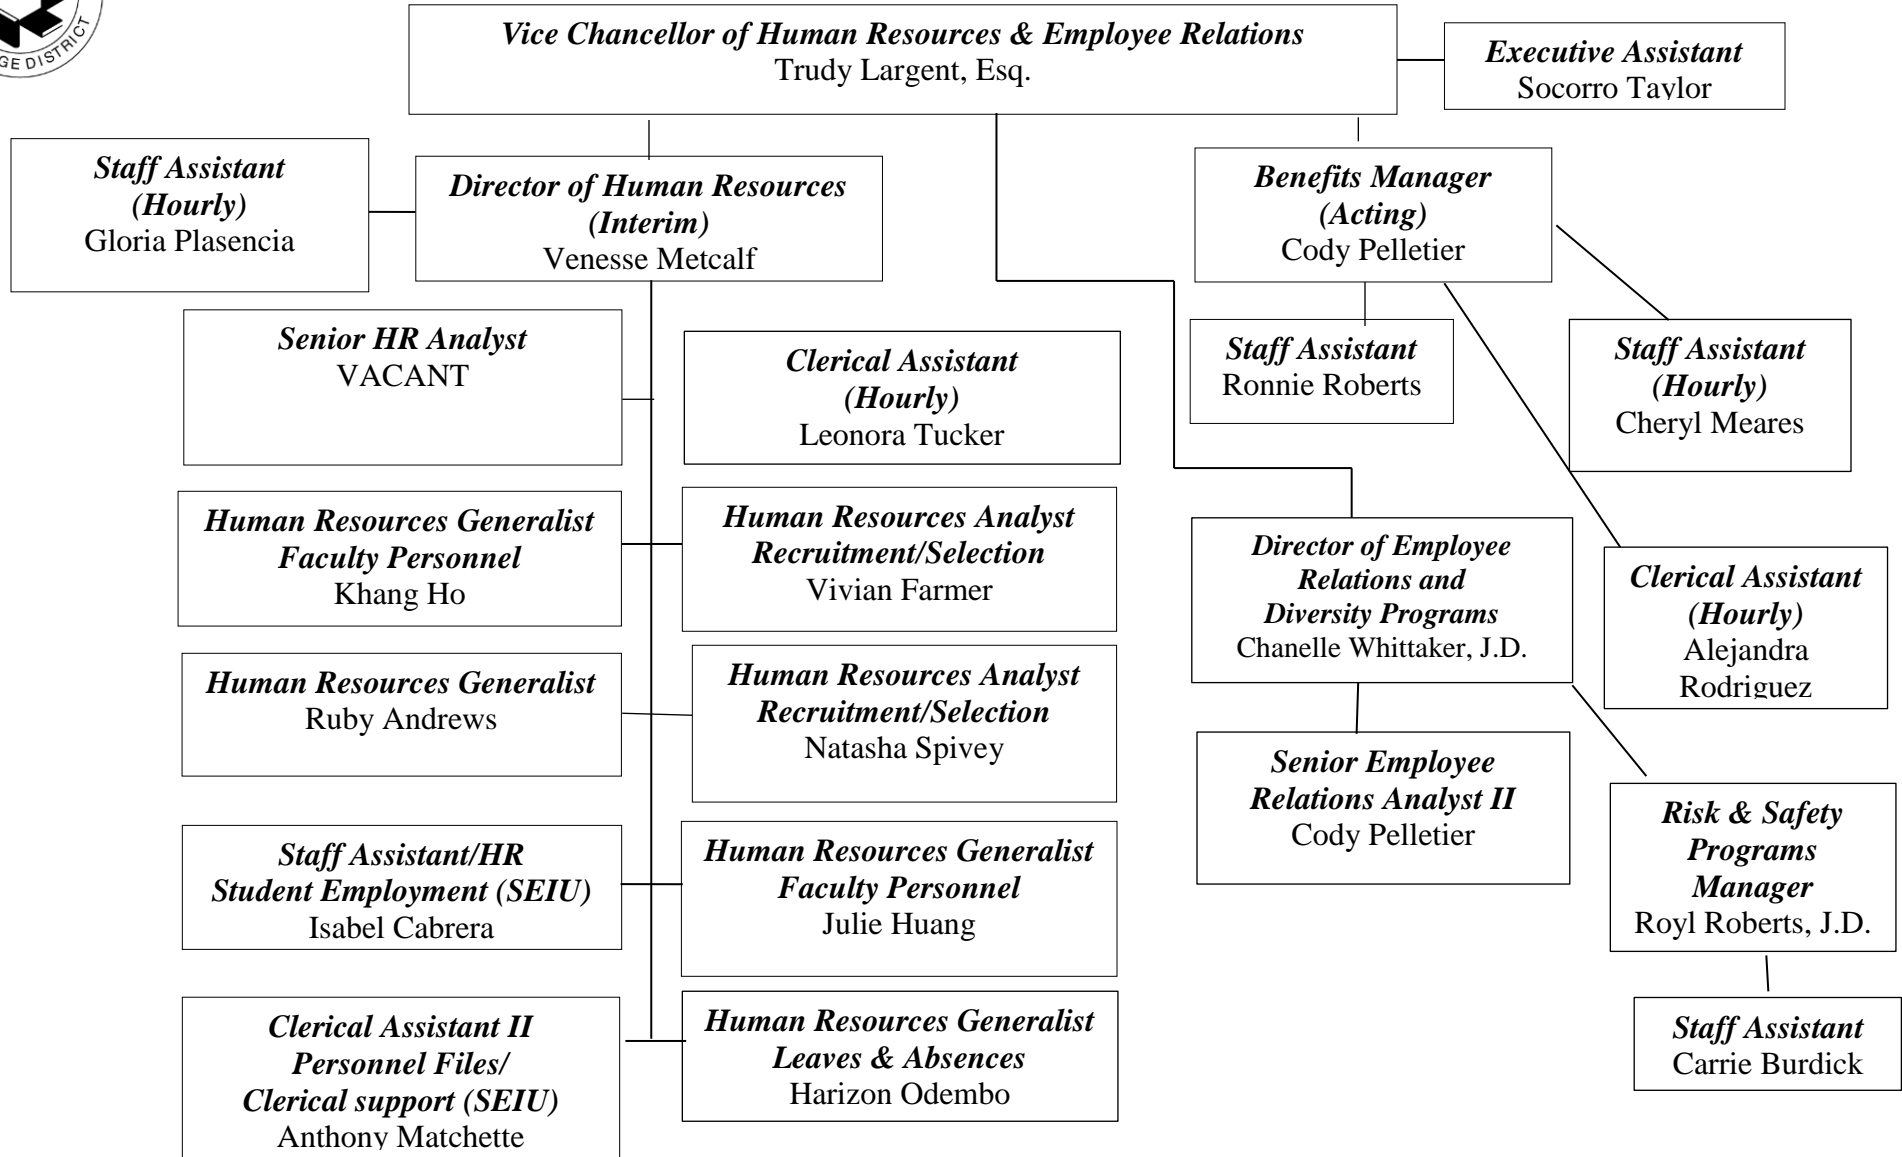 GE DISTRICT
Vice Chancellor of Human Resources & Employee Relations
Trudy Largent, Esq.
Executive Assistant
Socorro Taylor
Staff Assistant
(Hourly)
Gloria Plasencia
Director of Human Resources
(Interim)
Venesse Metcalf
Benefits Manager
(Acting)
Cody Pelletier
Senior HR Analyst
VACANT
Clerical Assistant
(Hourly)
Leonora Tucker
Staff Assistant
Ronnie Roberts
Staff Assistant
(Hourly)
Cheryl Meares
Human Resources Generalist
Faculty Personnel
Khang Ho
Human Resources Analyst
Recruitment/Selection
Vivian Farmer
Director of Employee
Relations and
Diversity Programs
Chanelle Whittaker, J.D.
Clerical Assistant
(Hourly)
Alejandra
Rodriguez
Human Resources Generalist
Ruby Andrews
Human Resources Analyst
Recruitment/Selection
Natasha Spivey
Senior Employee
Relations Analyst II
Cody Pelletier
Risk & Safety
Programs
Manager
Royl Roberts, J.D.
Staff Assistant/HR
Student Employment (SEIU)
Isabel Cabrera
Human Resources Generalist
Faculty Personnel
Julie Huang
Clerical Assistant II
Personnel Files/
Clerical support (SEIU)
Anthony Matchette
Human Resources Generalist
Leaves & Absences
Harizon Odembo
Staff Assistant
Carrie Burdick